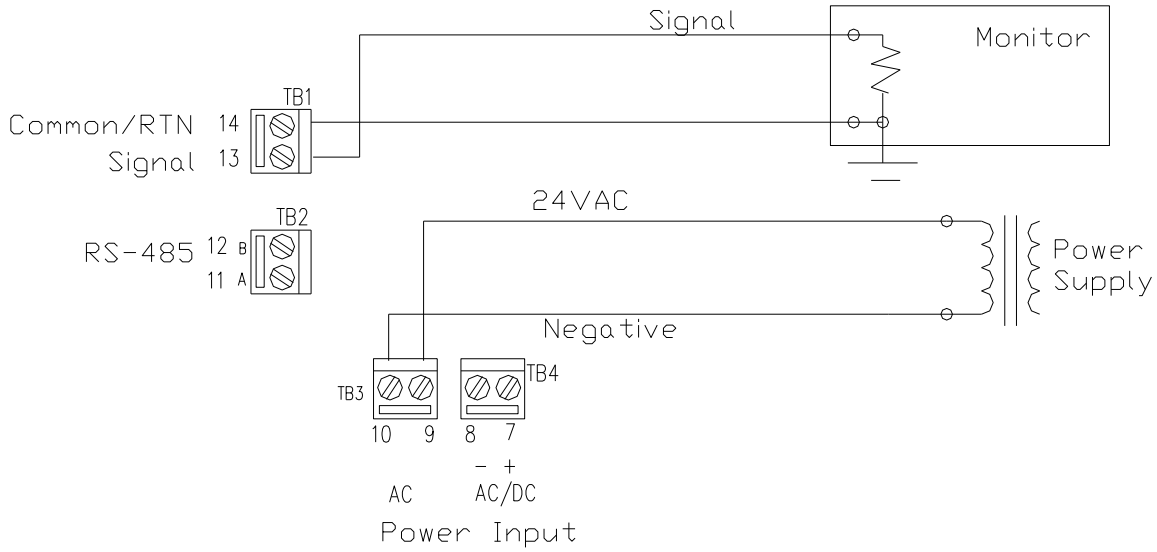 Signal
Monitor
TB1
Common/RTN 14
Signal 13
24VAC
TB2
RS-485 12 B
11 A
Power
Supply
Negative
TB3
TB4
10 9 8 7
- +
AC AC/DC
Power Input